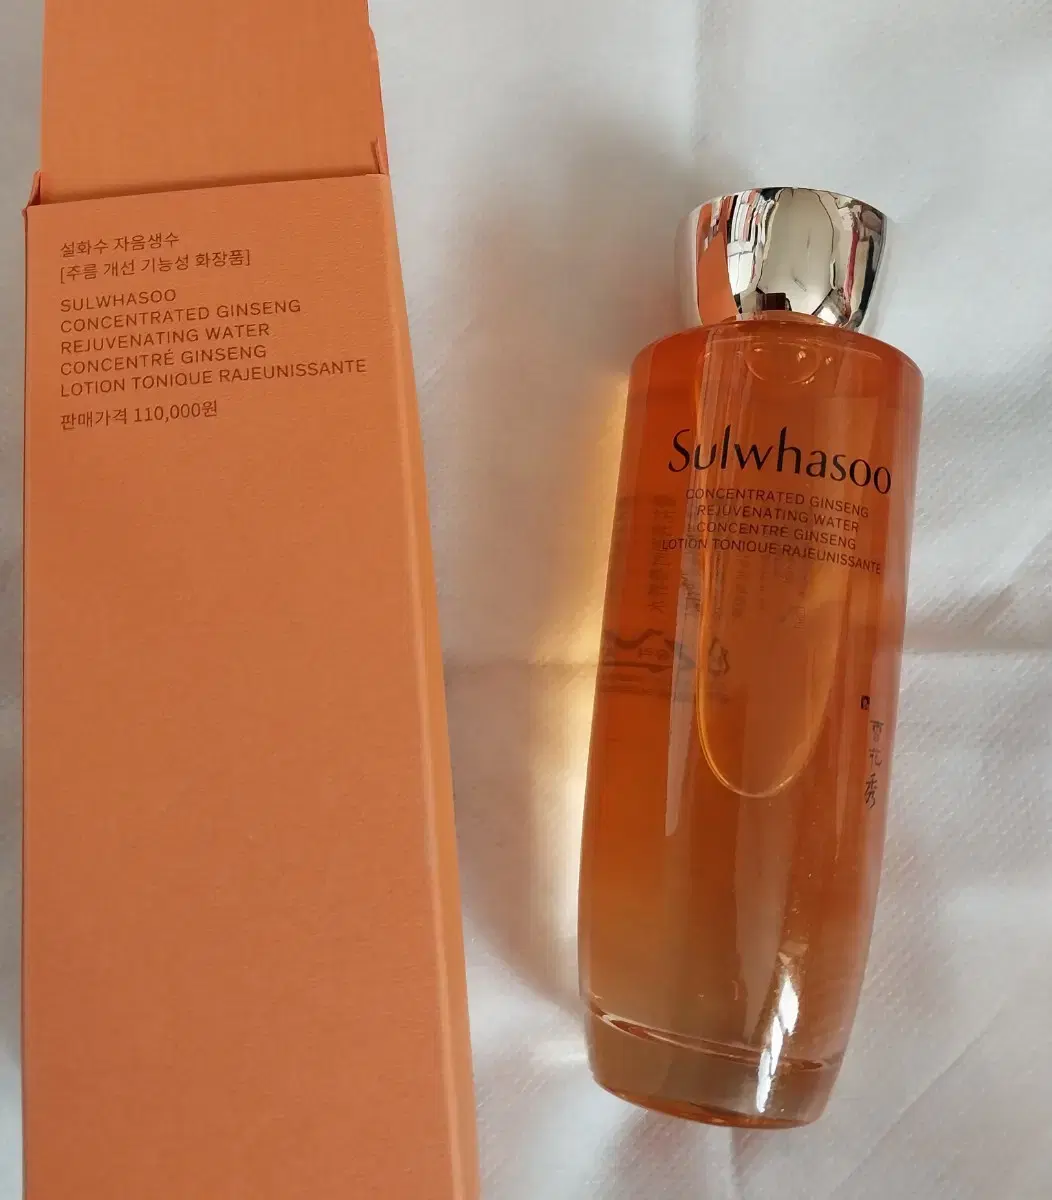 설화수 자음생수
[주름 개선 기능성 화장품]
SULWHASOO
CONCENTRATED GINSENG
REJUVENATING WATER
CONCENTRÉ GINSENG
LOTION TONIQUE RAJEUNISSANTE
판매가격 110,000원
Sulwhasoo
CONCENTRATED GINSENG
REJUVENATING WATER
CONCENTRÉ GINSENG
LOTION TONIQUE RAJEUNISSANTE
雪花秀